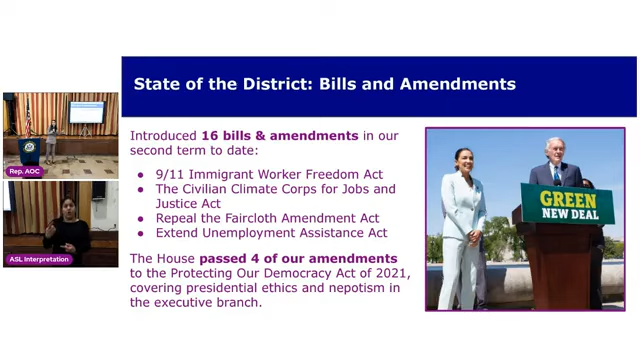 State of the District: Bills and Amendments
Introduced 16 bills & amendments in our
second term to date:
● 9/11 Immigrant Worker Freedom Act
● The Civilian Climate Corps for Jobs and
Justice Act
● Repeal the Faircloth Amendment Act
● Extend Unemployment Assistance Act
The House passed 4 of our amendments
to the Protecting Our Democracy Act of 2021,
covering presidential ethics and nepotism in
the executive branch.
Rep. AOC
ASL Interpretation
GREEN
NEW DEAL